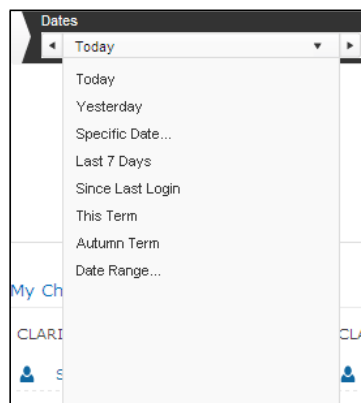 Dates
Today
Today
Yesterday
Specific Date...
Last 7 Days
Since Last Login
This Term
Autumn Term
Date Range...
My Ch
CLARI CLA
S